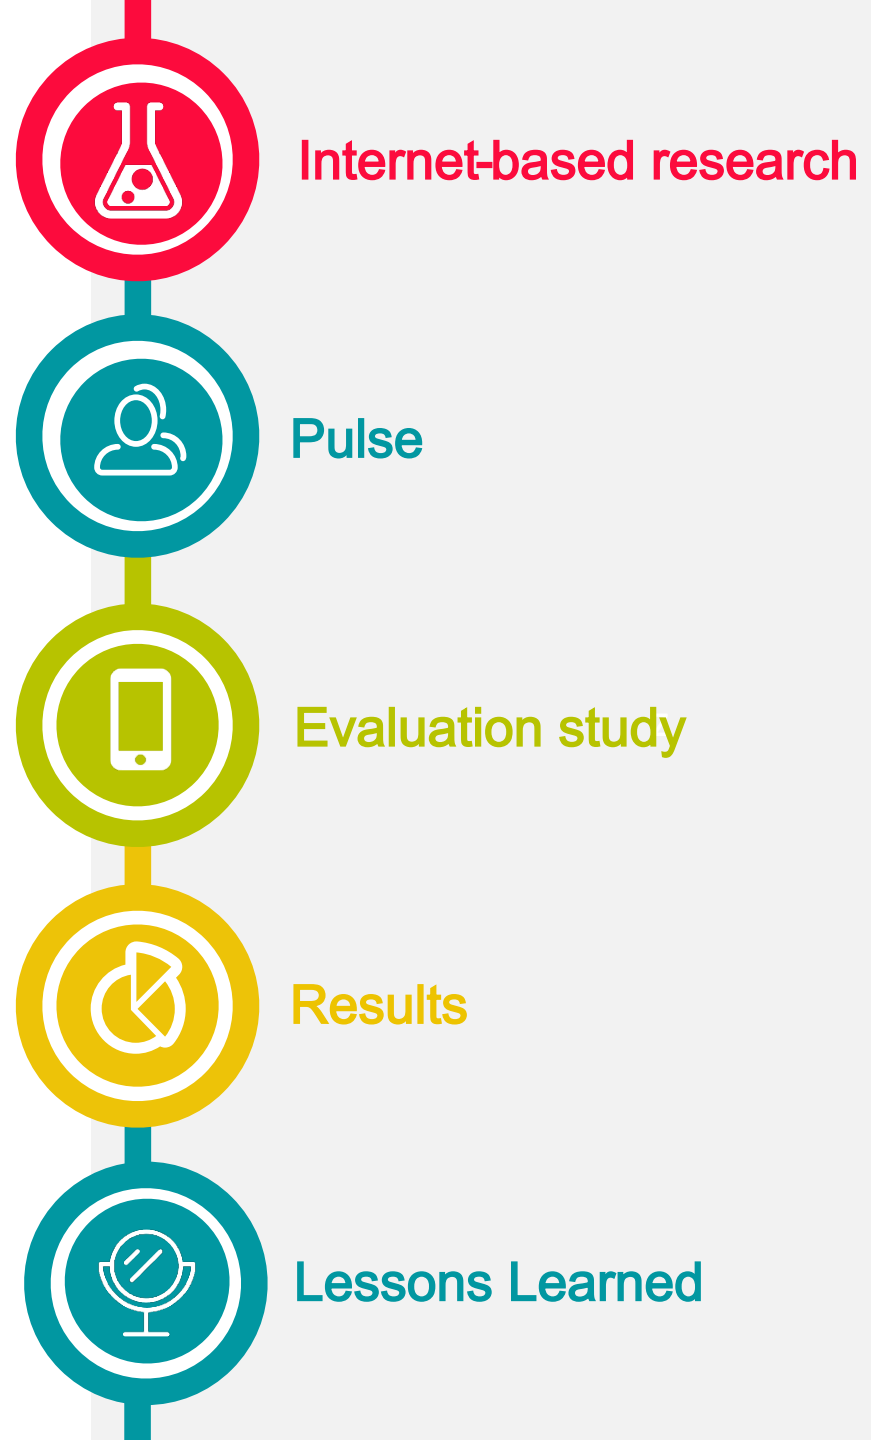 Internet-based research
Pulse
Evaluation study
Results
Lessons Learned